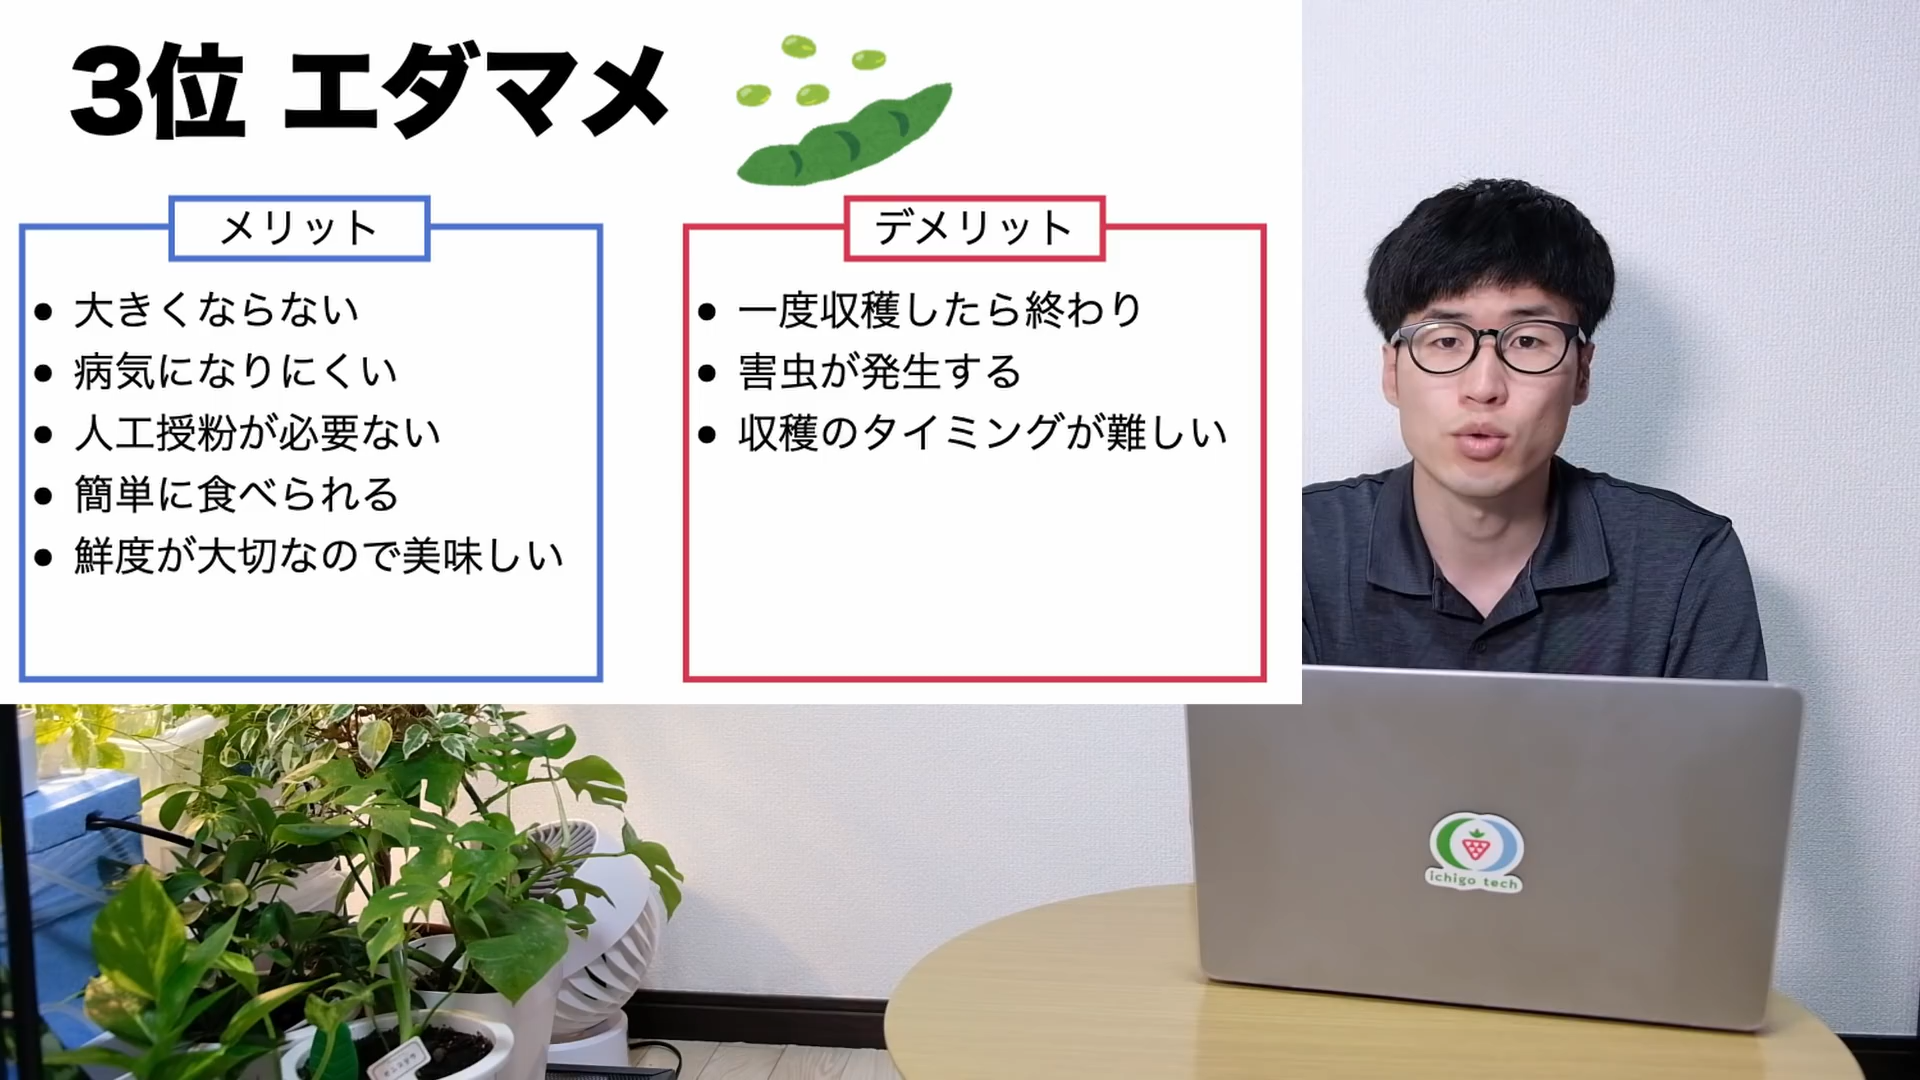 3位 エダマメ
メリット
• 大きくならない
• 病気になりにくい
• 人工授粉が必要ない
• 簡単に食べられる
• 鮮度が大切なので美味しい
デメリット
• 一度収穫したら終わり
• 害虫が発生する
• 収穫のタイミングが難しい
ichigo tech